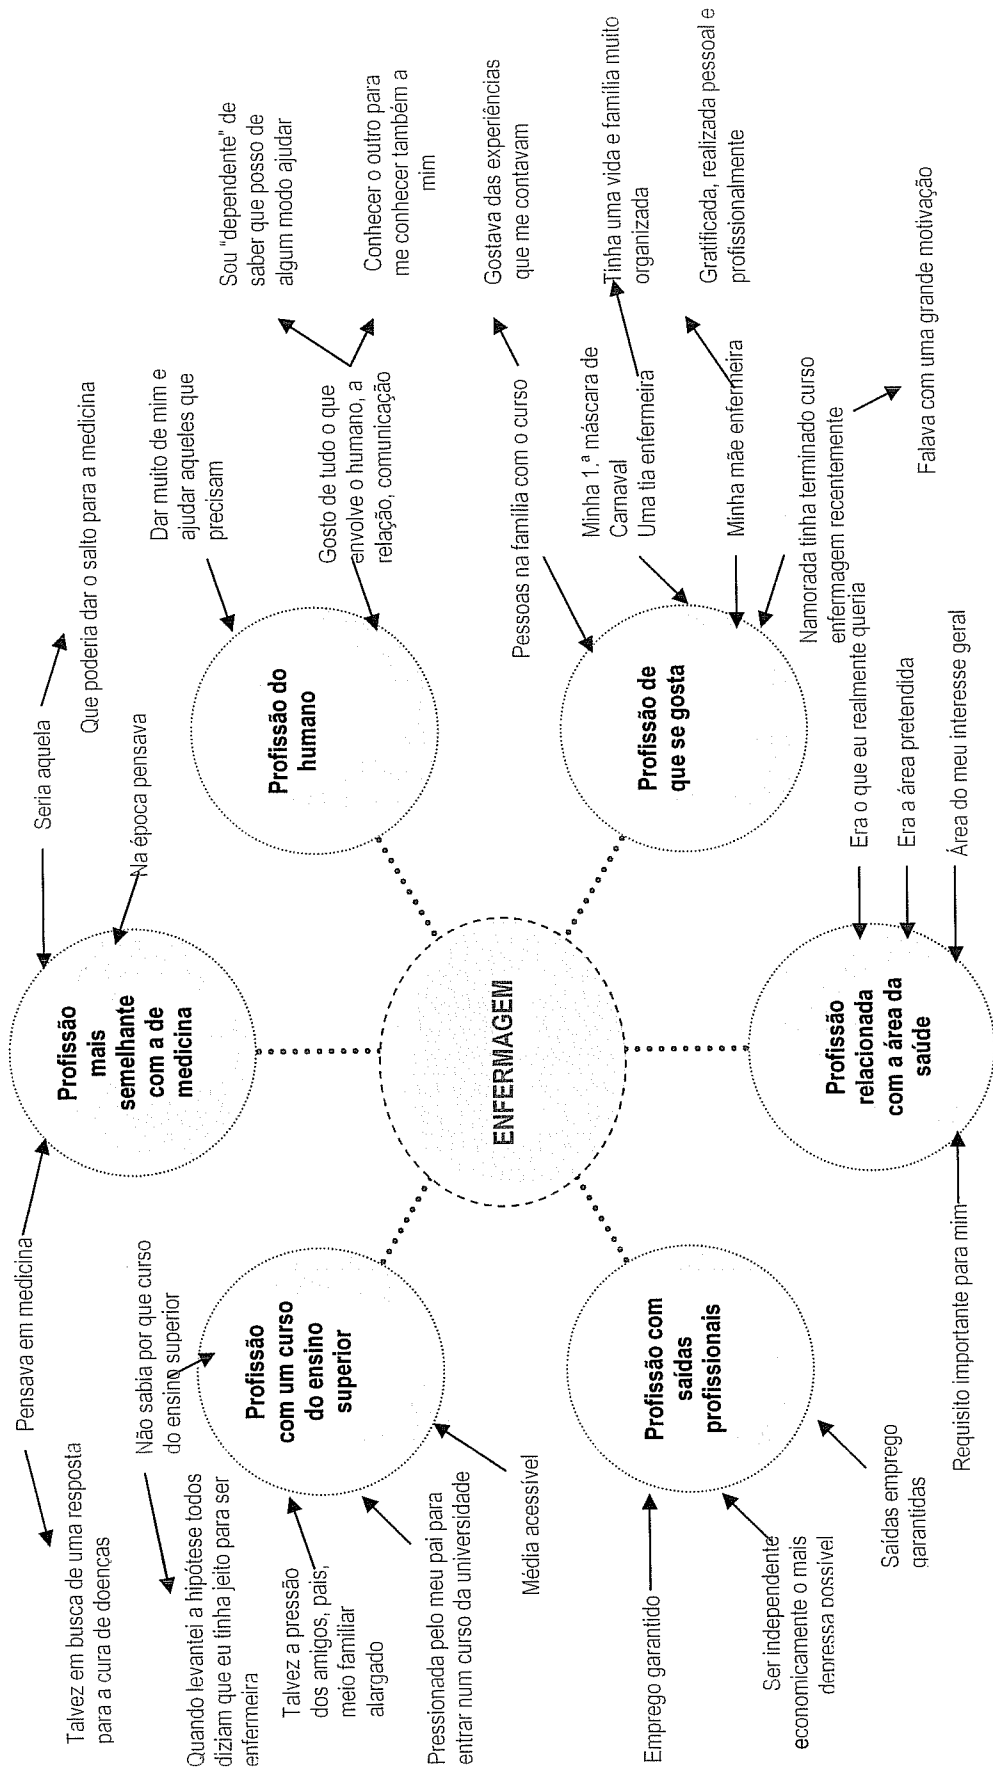 Talvez em busca de uma resposta
para a cura de doenças
Pensava em medicina
Seria aquela
Que poderia dar o salto para a medicina
Na época pensava
Profissão
mais
semelhante
com a de
medicina
Não sabia por que curso
do ensino superior
Quando levantei a hipótese todos
diziam que eu tinha jeito para ser
enfermeira
Talvez a pressão
dos amigos, pais,
meio familiar
alargado
Pressionada pelo meu pai para
entrar num curso da universidade
Média acessível
Profissão
com um curso
do ensino
superior
Profissão do
humano
Dar muito de mim e
ajudar aqueles que
precisam
Gosto de tudo o que
envolve o humano, a
relação, comunicação
Sou "dependente" de
saber que posso de
algum modo ajudar
Conhecer o outro para
me conhecer também a
mim
ENFERMAGEM
Profissão com
saídas
profissionais
Emprego garantido
Ser independente
economicamente o mais
depressa possível
Saídas emprego
garantidas
Profissão de
que se gosta
Pessoas na família com o curso
Gostava das experiências
que me contavam
Minha 1.ª máscara de
Carnaval
Uma tia enfermeira
Tinha uma vida e família muito
organizada
Minha mãe enfermeira
Gratificada, realizada pessoal e
profissionalmente
Namorada tinha terminado curso
enfermagem recentemente
Falava com uma grande motivação
Profissão
relacionada
com a área da
saúde
Era o que eu realmente queria
Era a área pretendida
Área do meu interesse geral
Requisito importante para mim